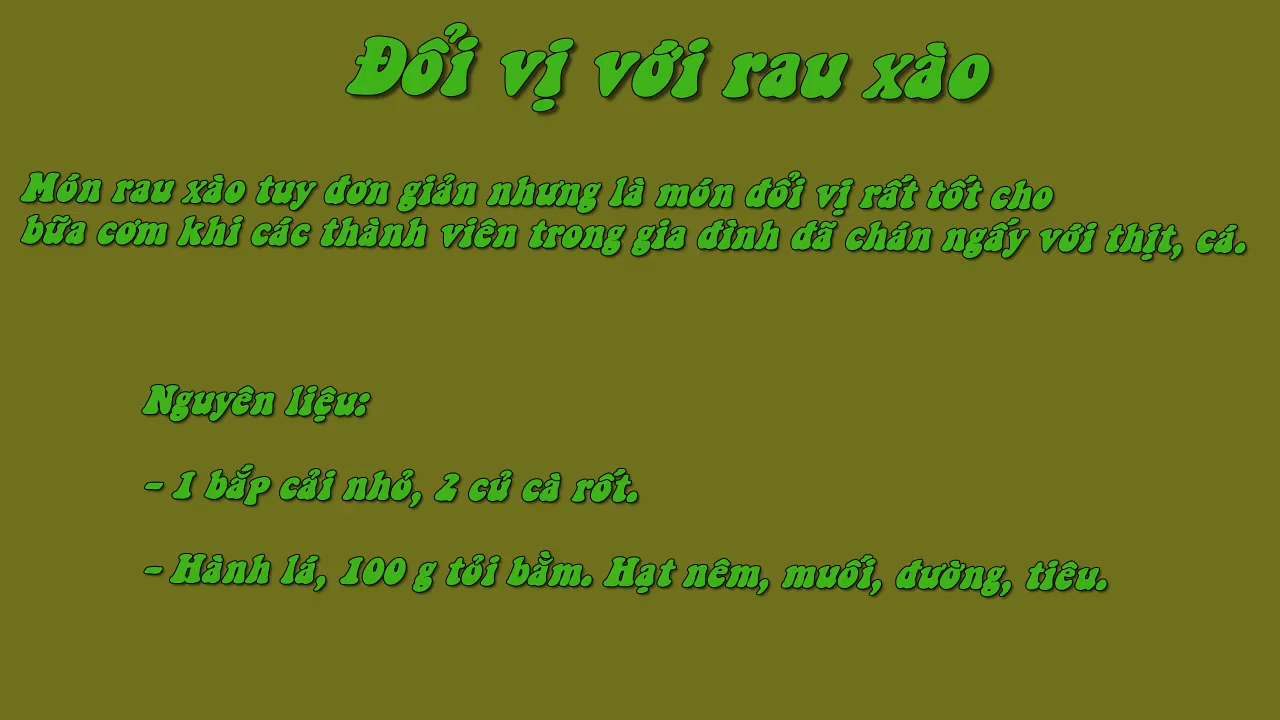 Đổi vị với rau xào
Món rau xào tuy đơn giản nhưng là món đổi vị rất tốt cho
bữa cơm khi các thành viên trong gia đình đã chán ngấy với thịt, cá.
Nguyên liệu:
- 1 bắp cải nhỏ, 2 củ cà rốt.
- Hành lá, 100 g tỏi bằm. Hạt nêm, muối, đường, tiêu.